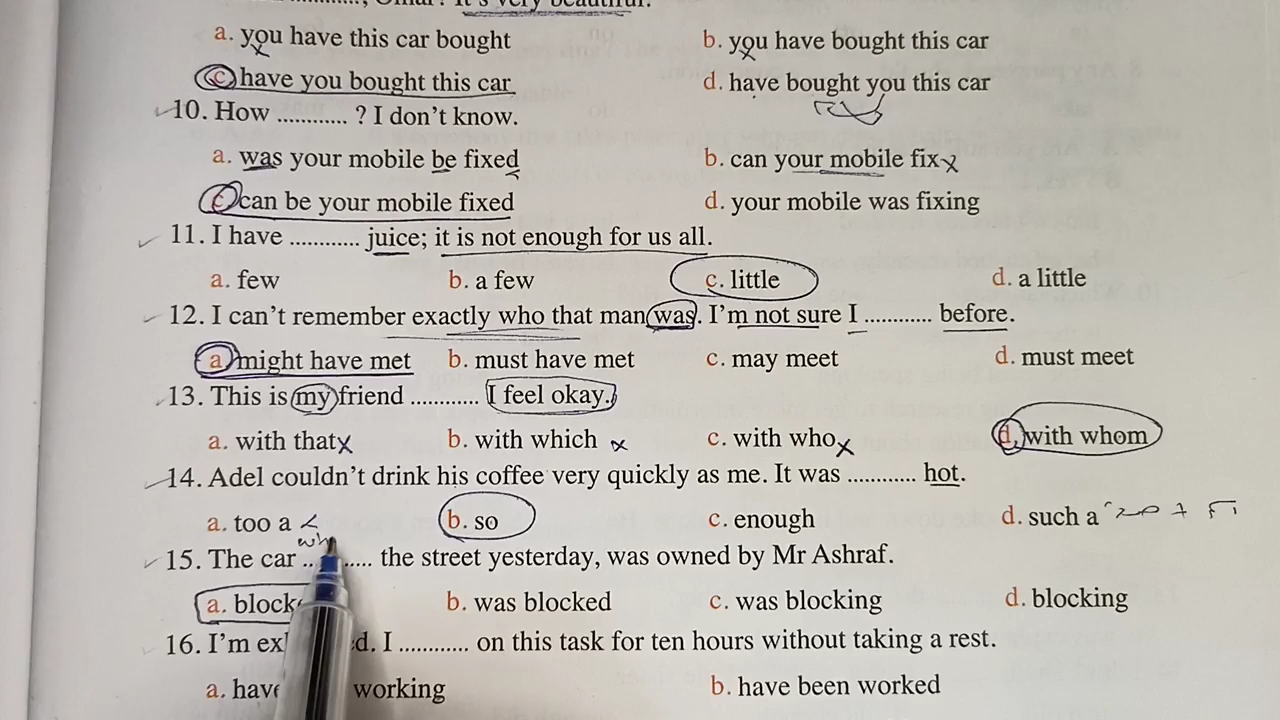 It's very beautiful.
a. you have this car bought b. you have bought this car
c. have you bought this car. d. have bought you this car
10. How ........... ? I don't know.
a. was your mobile be fixed b. can your mobile fix x
c. can be your mobile fixed d. your mobile was fixing
11. I have ........... juice; it is not enough for us all.
a. few b. a few c. little d. a little
12. I can't remember exactly who that man was. I'm not sure I ........... before.
a. might have met b. must have met c. may meet d. must meet
13. This is my friend ........... I feel okay.
a. with that x b. with which x c. with who x d. with whom
14. Adel couldn't drink his coffee very quickly as me. It was ........... hot.
a. too a b. so c. enough d. such a
wh
15. The car ........... the street yesterday, was owned by Mr Ashraf.
a. block b. was blocked c. was blocking d. blocking
16. I'm ex d. I ........... on this task for ten hours without taking a rest.
a. have working b. have been worked